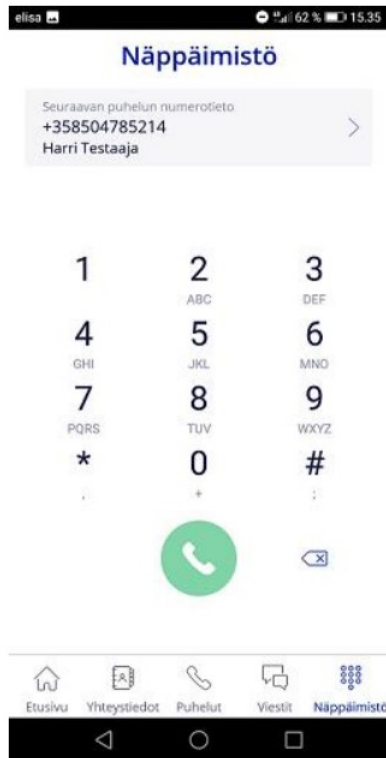 elisa 62 % 15.35
Näppäimistö
Seuraavan puhelun numerotieto
+358504785214
Harri Testaaja
1 2 3
ABC DEF
4 5 6
GHI JKL MNO
7 8 9
PQRS TUV WXYZ
* 0 #
, + ;
Etusivu Yhteystiedot Puhelut Viestit Näppäimistö